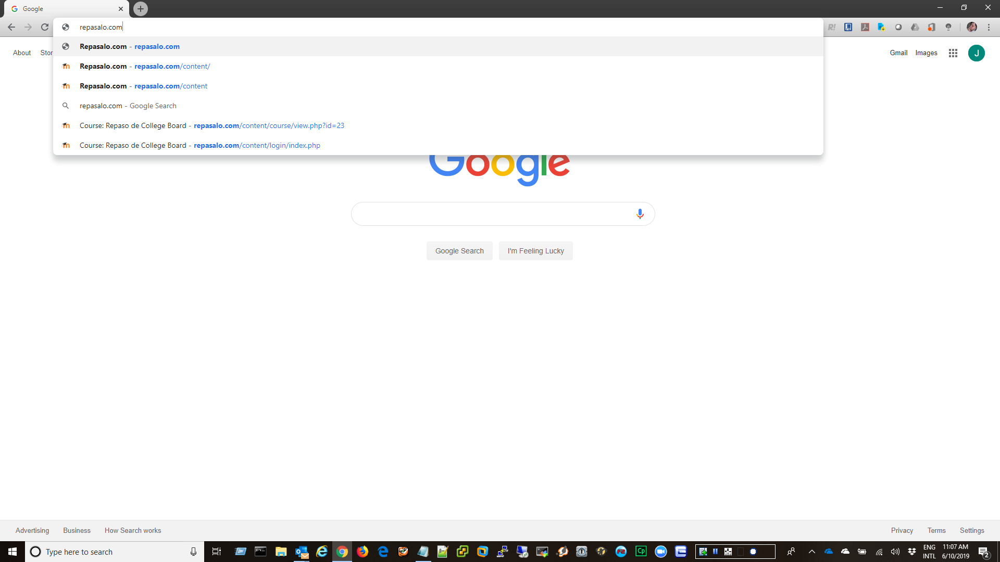 Google
repasalo.com
Repasalo.com - repasalo.com
Repasalo.com - repasalo.com/content/
Repasalo.com - repasalo.com/content
repasalo.com - Google Search
Course: Repaso de College Board - repasalo.com/content/course/view.php?id=23
Course: Repaso de College Board - repasalo.com/content/login/index.php
R!
About Stor
Gmail Images J
Google
Google Search I'm Feeling Lucky
Advertising Business How Search works
Privacy Terms Settings
Type here to search
Cp
ENG
INTL
11:07 AM
6/10/2019
2